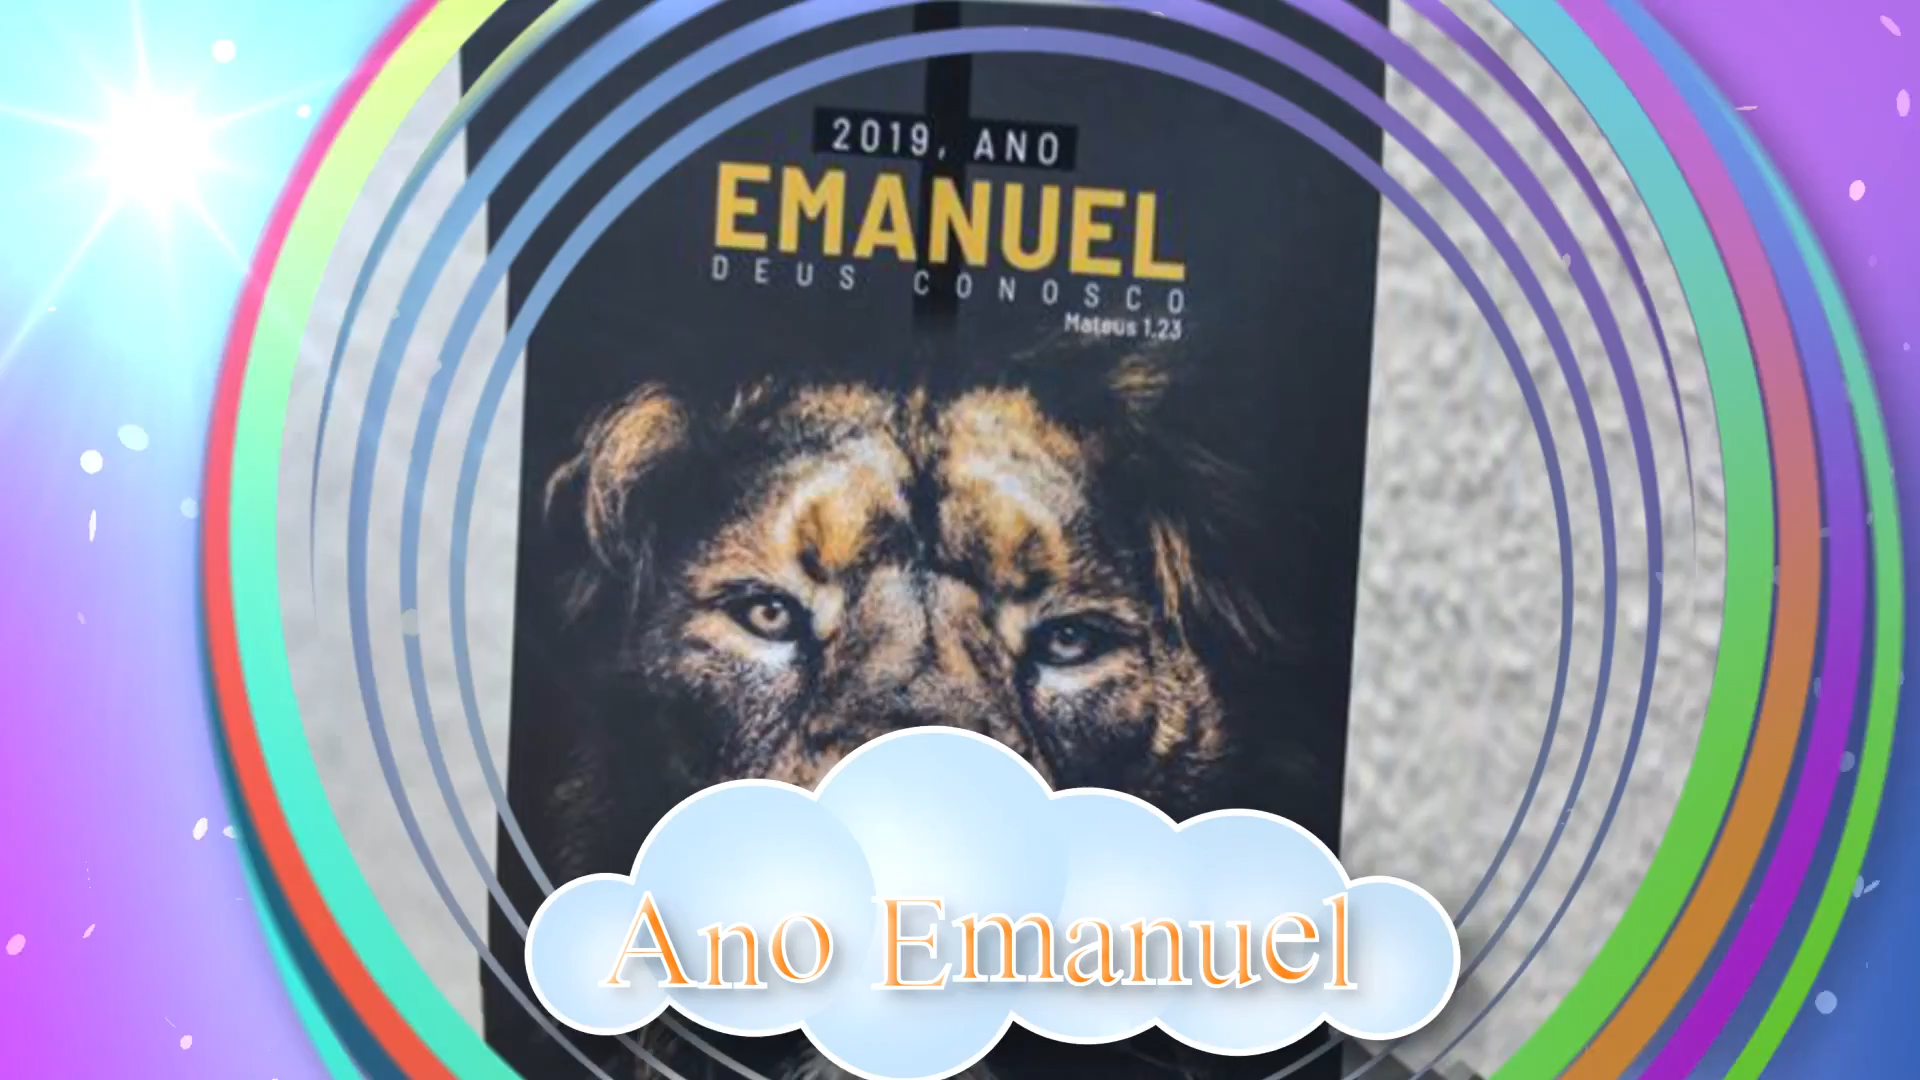 2019, ANO
EMANUEL
DEUS CONOSCO
Mateus 1.23
Ano Emanuel